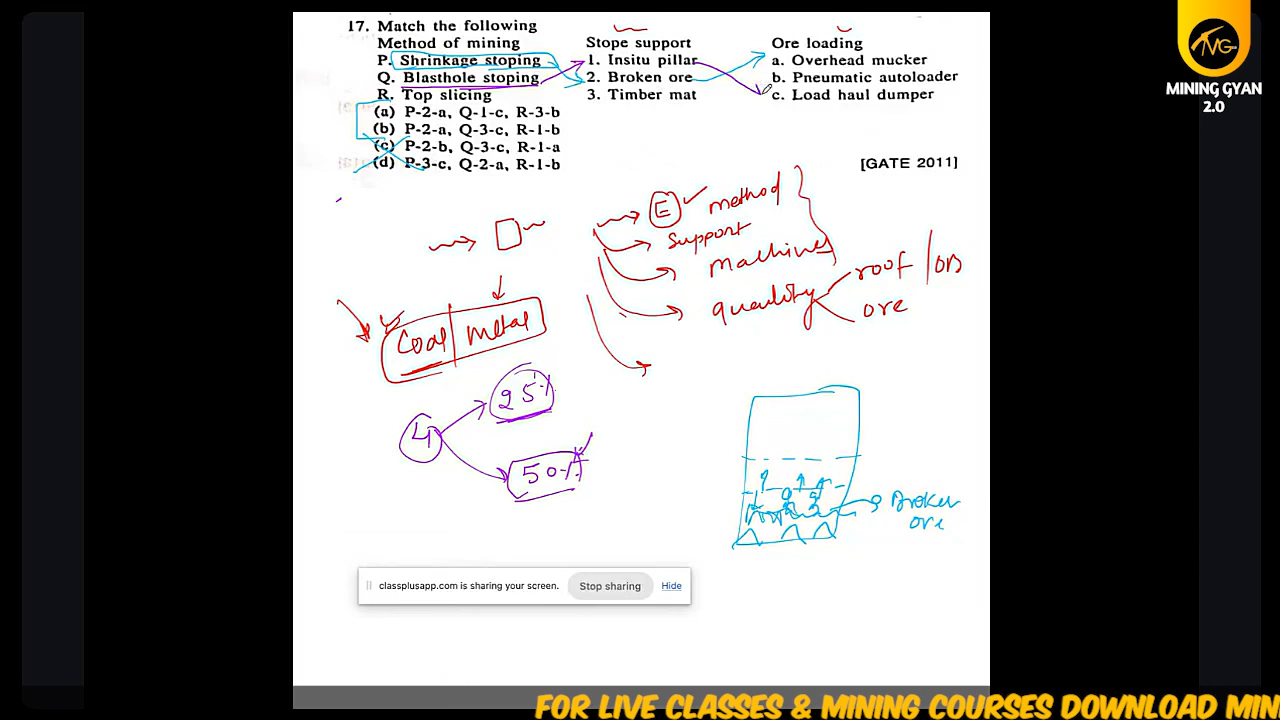 17. Match the following
Method of mining Stope support Ore loading
P. Shrinkage stoping 1. Insitu pillar a. Overhead mucker
Q. Blasthole stoping 2. Broken ore b. Pneumatic autoloader
R. Top slicing 3. Timber mat c. Load haul dumper
(a) P-2-a, Q-1-c, R-3-b
(b) P-2-a, Q-3-c, R-1-b
(c) P-2-b, Q-3-c, R-1-a
(d) P-3-c, Q-2-a, R-1-b
[GATE 2011]
TVG
MINING GYAN
2.0
E method
Support
machines
quality
roof / OB
ore
Coal | metal
4
25%
50%
Broken
ore
classplusapp.com is sharing your screen. Stop sharing Hide
FOR LIVE CLASSES & MINING COURSES DOWNLOAD MIN